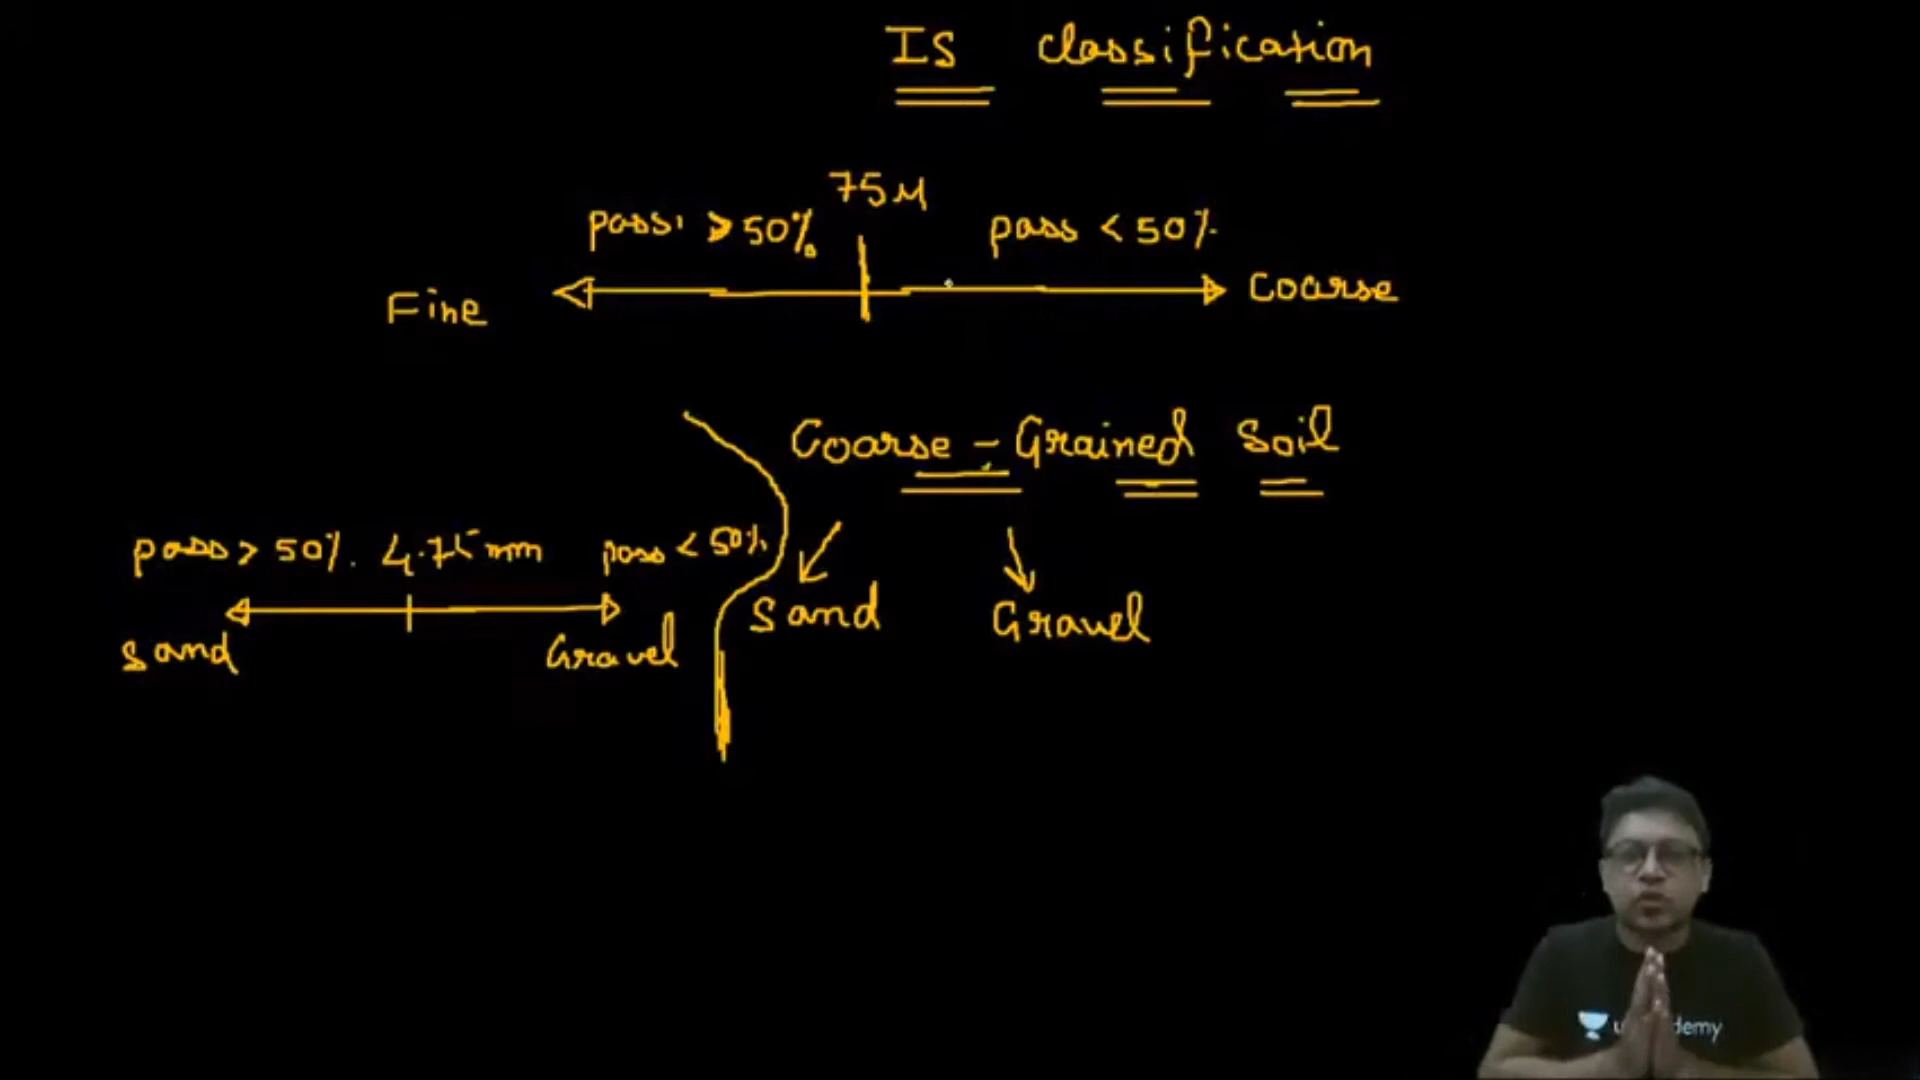 IS classification
75μ
passi > 50%
pass < 50%
Fine
coarse
Coarse - Grained Soil
pass > 50%
4.75 mm
pass < 50%
Sand
Gravel
Sand
Gravel